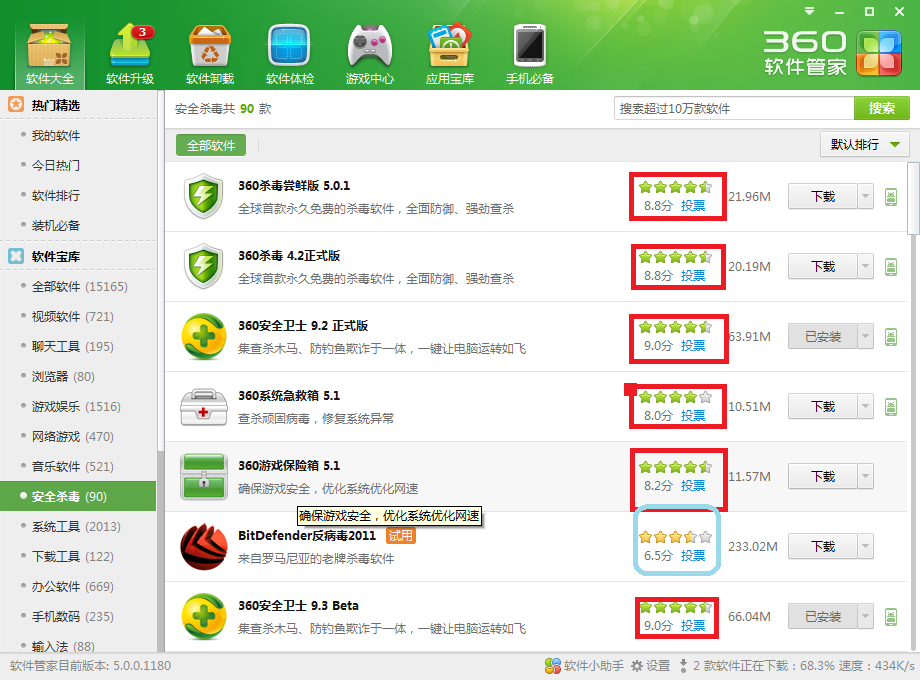 3
软件大全 软件升级 软件卸载 软件体检 游戏中心 应用宝库 手机必备
360
软件管家
热门精选
我的软件
今日热门
软件排行
装机必备
软件宝库
全部软件 (15165)
视频软件 (721)
聊天工具 (195)
浏览器 (80)
游戏娱乐 (1516)
网络游戏 (470)
音乐软件 (521)
安全杀毒 (90)
系统工具 (2013)
下载工具 (122)
办公软件 (669)
手机数码 (235)
输入法 (88)
安全杀毒共 90 款
搜索超过10万款软件 搜索
全部软件 默认排行
360杀毒尝鲜版 5.0.1
全球首款永久免费的杀毒软件，全面防御、强劲查杀
8.8分 投票
21.96M 下载
360杀毒 4.2正式版
全球首款永久免费的杀毒软件，全面防御、强劲查杀
8.8分 投票
20.19M 下载
360安全卫士 9.2 正式版
集查杀木马、防钓鱼欺诈于一体，一键让电脑运转如飞
9.0分 投票
63.91M 已安装
360系统急救箱 5.1
查杀顽固病毒，修复系统异常
8.0分 投票
10.51M 下载
360游戏保险箱 5.1
确保游戏安全，优化系统优化网速
8.2分 投票
11.57M 下载
确保游戏安全，优化系统优化网速
BitDefender反病毒2011 试用
来自罗马尼亚的老牌杀毒软件
6.5分 投票
233.02M 下载
360安全卫士 9.3 Beta
集查杀木马、防钓鱼欺诈于一体，一键让电脑运转如飞
9.0分 投票
66.04M 已安装
软件管家目前版本: 5.0.0.1180 软件小助手 设置 2 款软件正在下载：68.3% 速度：434K/s